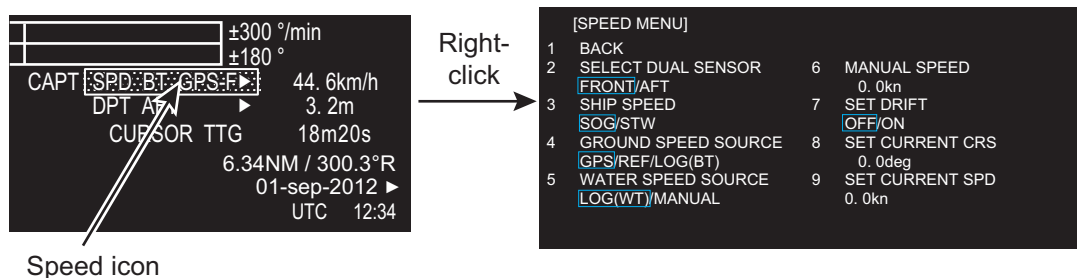 ±300 °/min
±180 °
CAPT SPD BT GPS-F► 44. 6km/h
DPT ► 3. 2m
CURSOR TTG 18m20s
6.34NM / 300.3°R
01-sep-2012 ►
UTC 12:34
Speed icon
Right-
click
[SPEED MENU]
1 BACK
2 SELECT DUAL SENSOR
FRONT/AFT
3 SHIP SPEED
SOG/STW
4 GROUND SPEED SOURCE
GPS/REF/LOG(BT)
5 WATER SPEED SOURCE
LOG(WT)/MANUAL
6 MANUAL SPEED
0. 0kn
7 SET DRIFT
OFF/ON
8 SET CURRENT CRS
0. 0deg
9 SET CURRENT SPD
0. 0kn